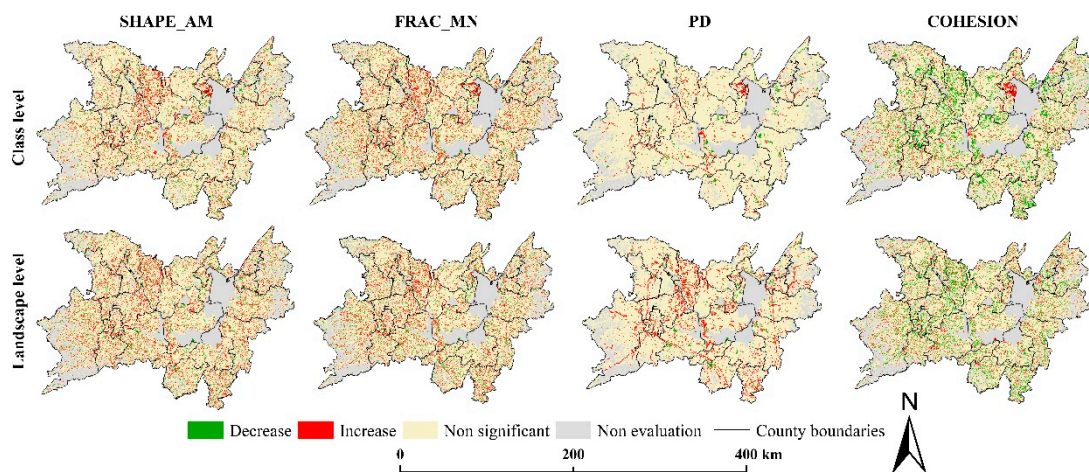 SHAPE_AM FRAC_MN PD COHESION
Class level
Landscape level
N
Decrease Increase Non significant Non evaluation County boundaries
0 200 400 km